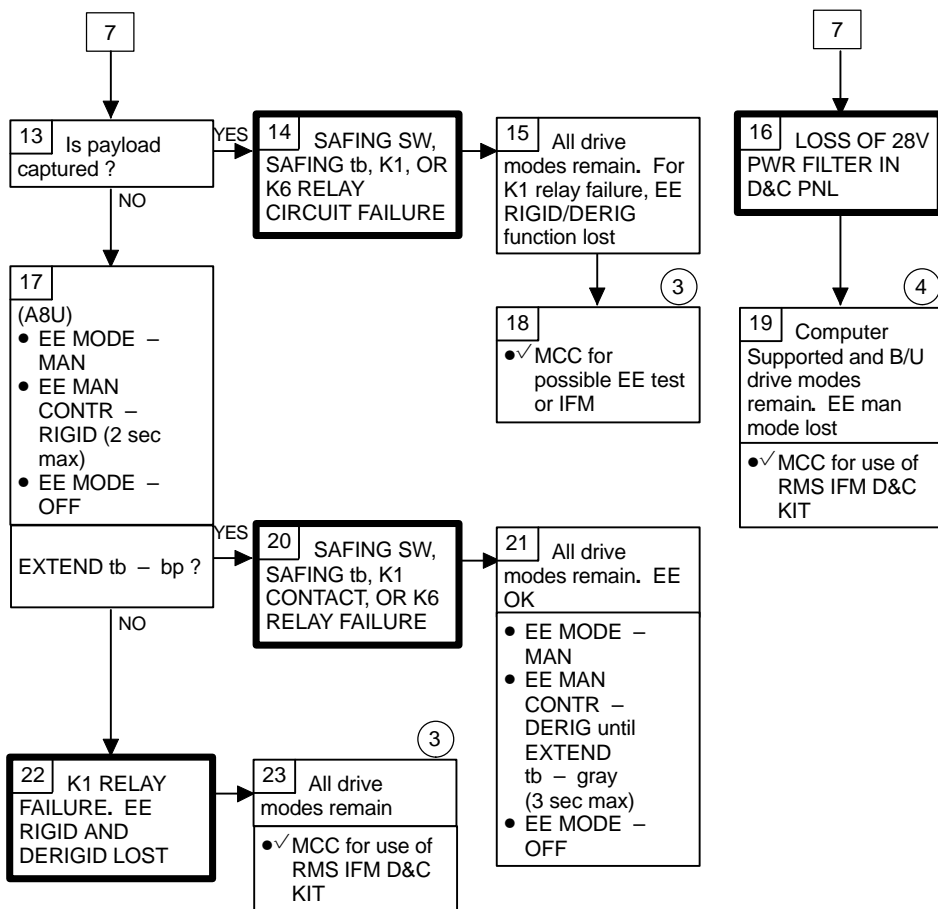 7
7
13 Is payload
captured ?
YES
NO
14 SAFING SW,
SAFING tb, K1, OR
K6 RELAY
CIRCUIT FAILURE
15 All drive
modes remain. For
K1 relay failure, EE
RIGID/DERIG
function lost
16 LOSS OF 28V
PWR FILTER IN
D&C PNL
17
(A8U)
● EE MODE –
MAN
● EE MAN
CONTR –
RIGID (2 sec
max)
● EE MODE –
OFF
EXTEND tb – bp ?
YES
NO
3
18
●√ MCC for
possible EE test
or IFM
4
19 Computer
Supported and B/U
drive modes
remain. EE man
mode lost
●√ MCC for use of
RMS IFM D&C
KIT
20 SAFING SW,
SAFING tb, K1
CONTACT, OR K6
RELAY FAILURE
21 All drive
modes remain. EE
OK
● EE MODE –
MAN
● EE MAN
CONTR –
DERIG until
EXTEND
tb – gray
(3 sec max)
● EE MODE –
OFF
22 K1 RELAY
FAILURE. EE
RIGID AND
DERIGID LOST
3
23 All drive
modes remain
●√ MCC for use of
RMS IFM D&C
KIT